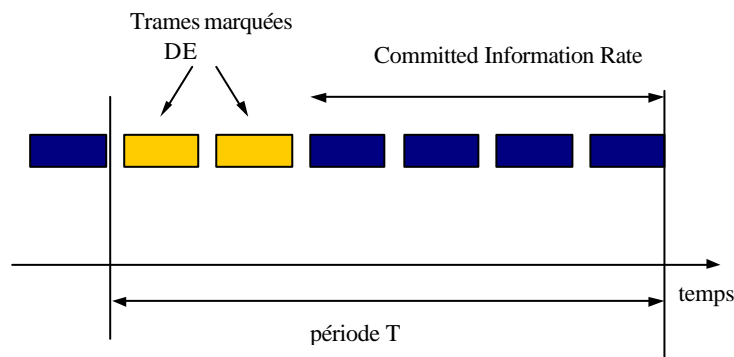 Trames marquées
DE
Committed Information Rate
temps
période T